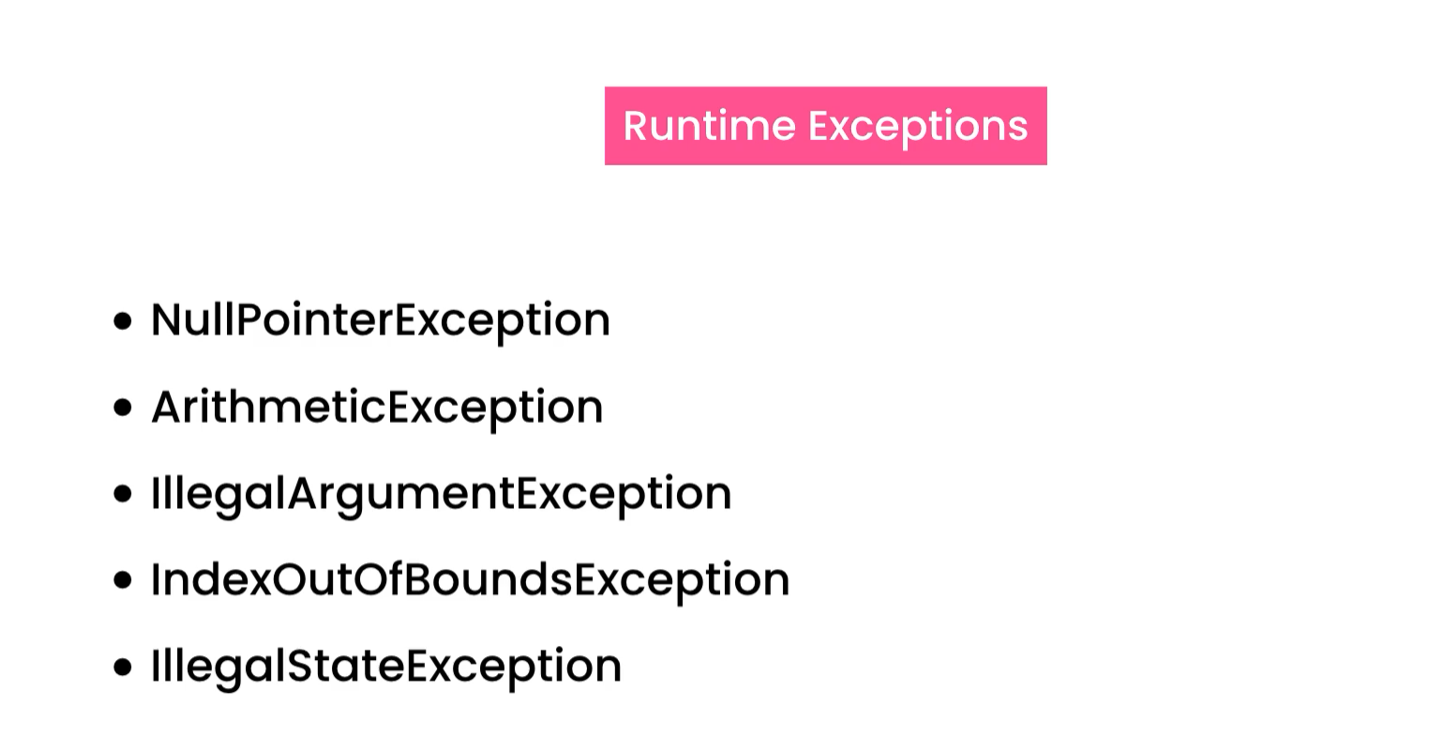 Runtime Exceptions
• NullPointerException
• ArithmeticException
• IllegalArgumentException
• IndexOutOfBoundsException
• IllegalStateException